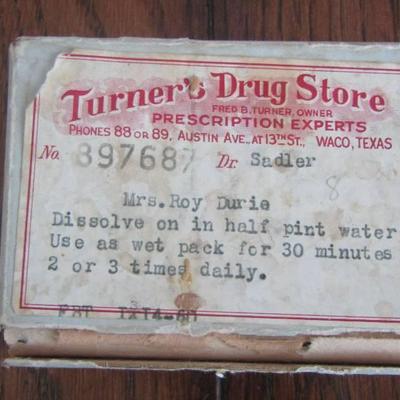 Turner's Drug Store
FRED B. TURNER, OWNER
PRESCRIPTION EXPERTS
PHONES 88 OR 89, AUSTIN AVE. AT 13TH ST., WACO, TEXAS
No. 897687 Dr. Sadler
8
Mrs. Roy Durie
Dissolve on in half pint water
Use as wet pack for 30 minutes
2 or 3 times daily.